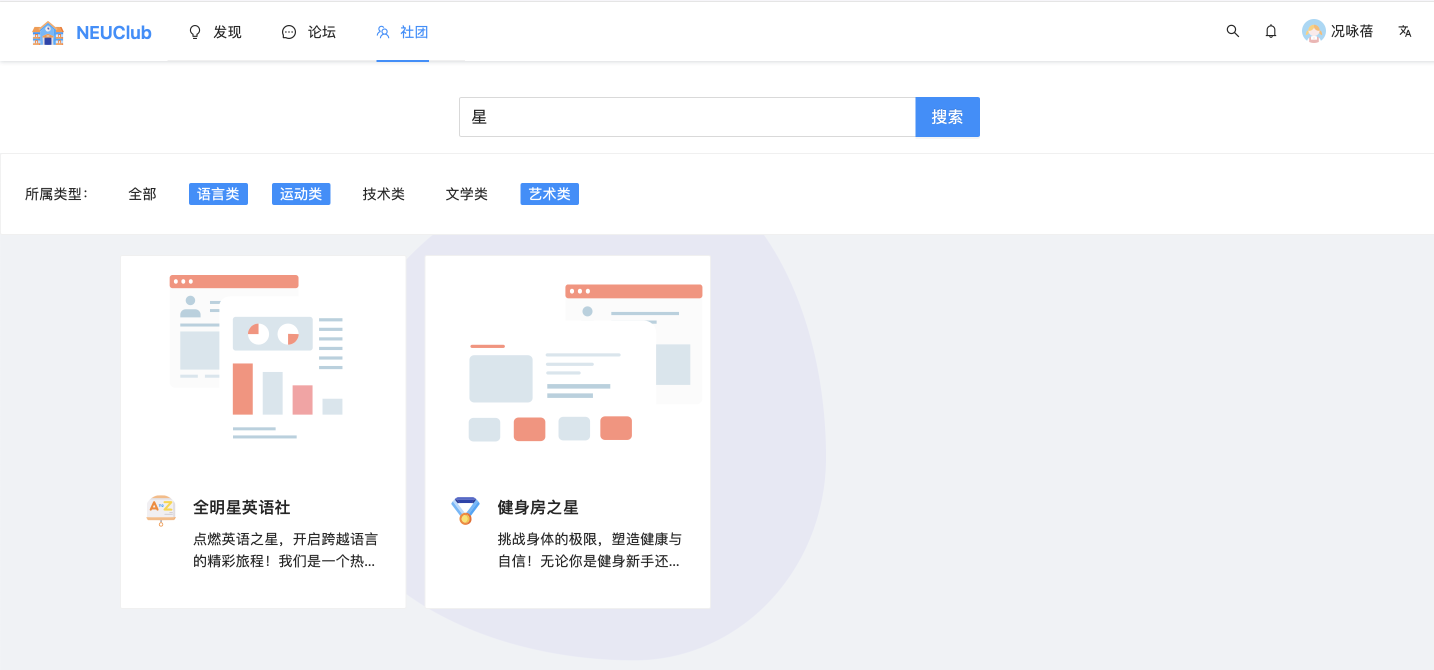 NEUClub 发现 论坛 社团 况咏蓓
星 搜索
所属类型: 全部 语言类 运动类 技术类 文学类 艺术类
A Z
全明星英语社
点燃英语之星，开启跨越语言
的精彩旅程！我们是一个热...
健身房之星
挑战身体的极限，塑造健康与
自信！无论你是健身新手还...